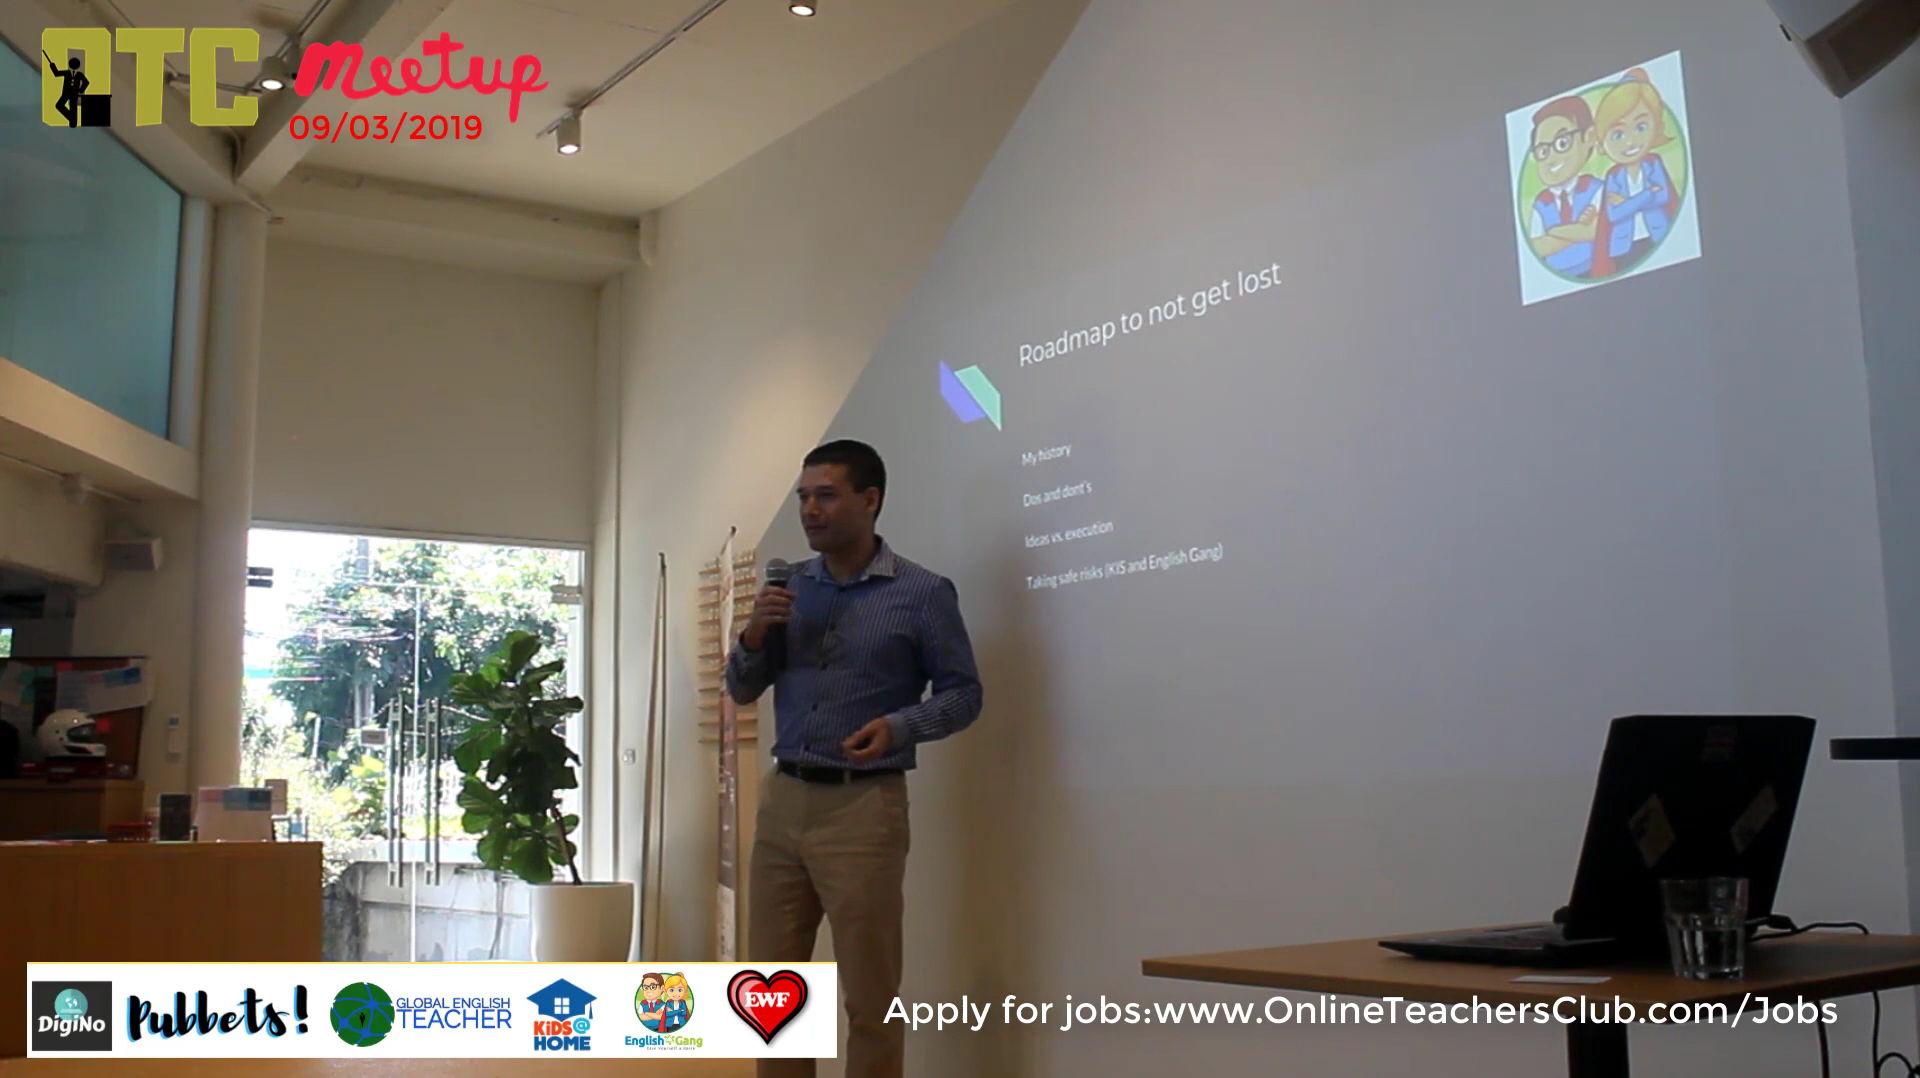 OTC
Meetup
09/03/2019
Roadmap to not get lost
My history
Dos and dont's
Ideas vs. execution
Taking safe risks (KIS and English Gang)
DigiNo
Pubbets!
GLOBAL ENGLISH
TEACHER
KiDS@
HOME
English Gang
EWF
Apply for jobs:www.OnlineTeachersClub.com/Jobs